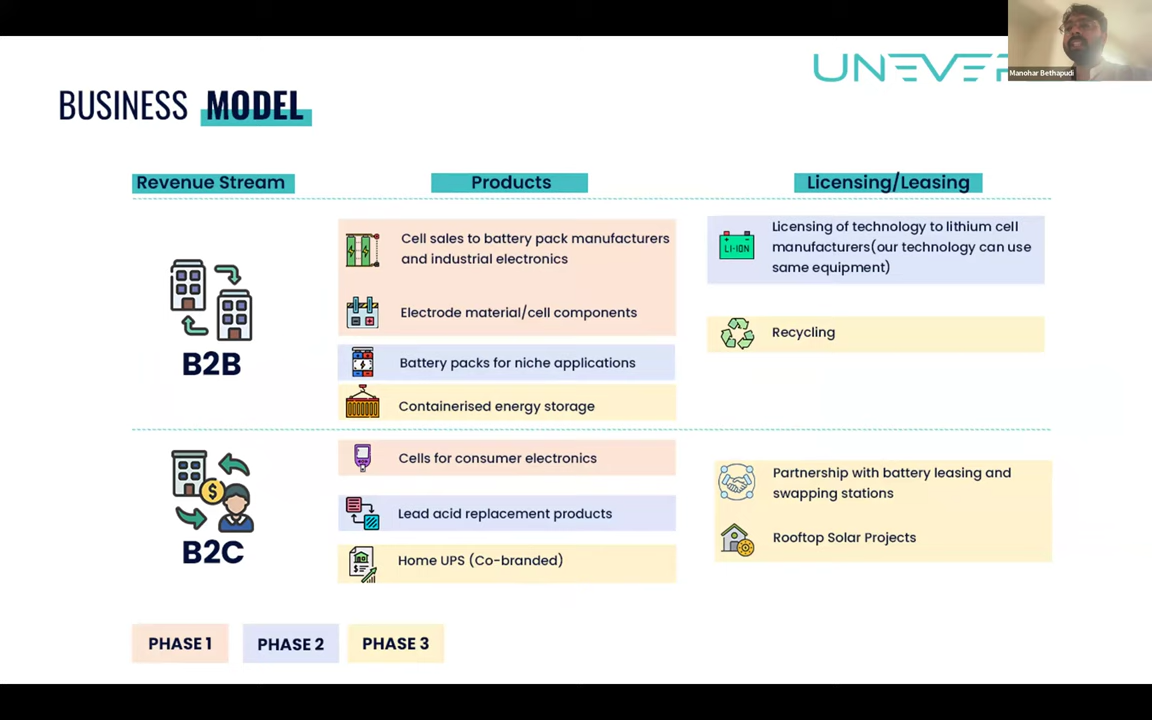 UNEVER
Manohar Bethapudi
BUSINESS MODEL
Revenue Stream
Products
Licensing/Leasing
B2B
Cell sales to battery pack manufacturers
and industrial electronics
Electrode material/cell components
Battery packs for niche applications
Containerised energy storage
LI-ION
Licensing of technology to lithium cell
manufacturers(our technology can use
same equipment)
Recycling
B2C
Cells for consumer electronics
Lead acid replacement products
Home UPS (Co-branded)
Partnership with battery leasing and
swapping stations
Rooftop Solar Projects
PHASE 1
PHASE 2
PHASE 3